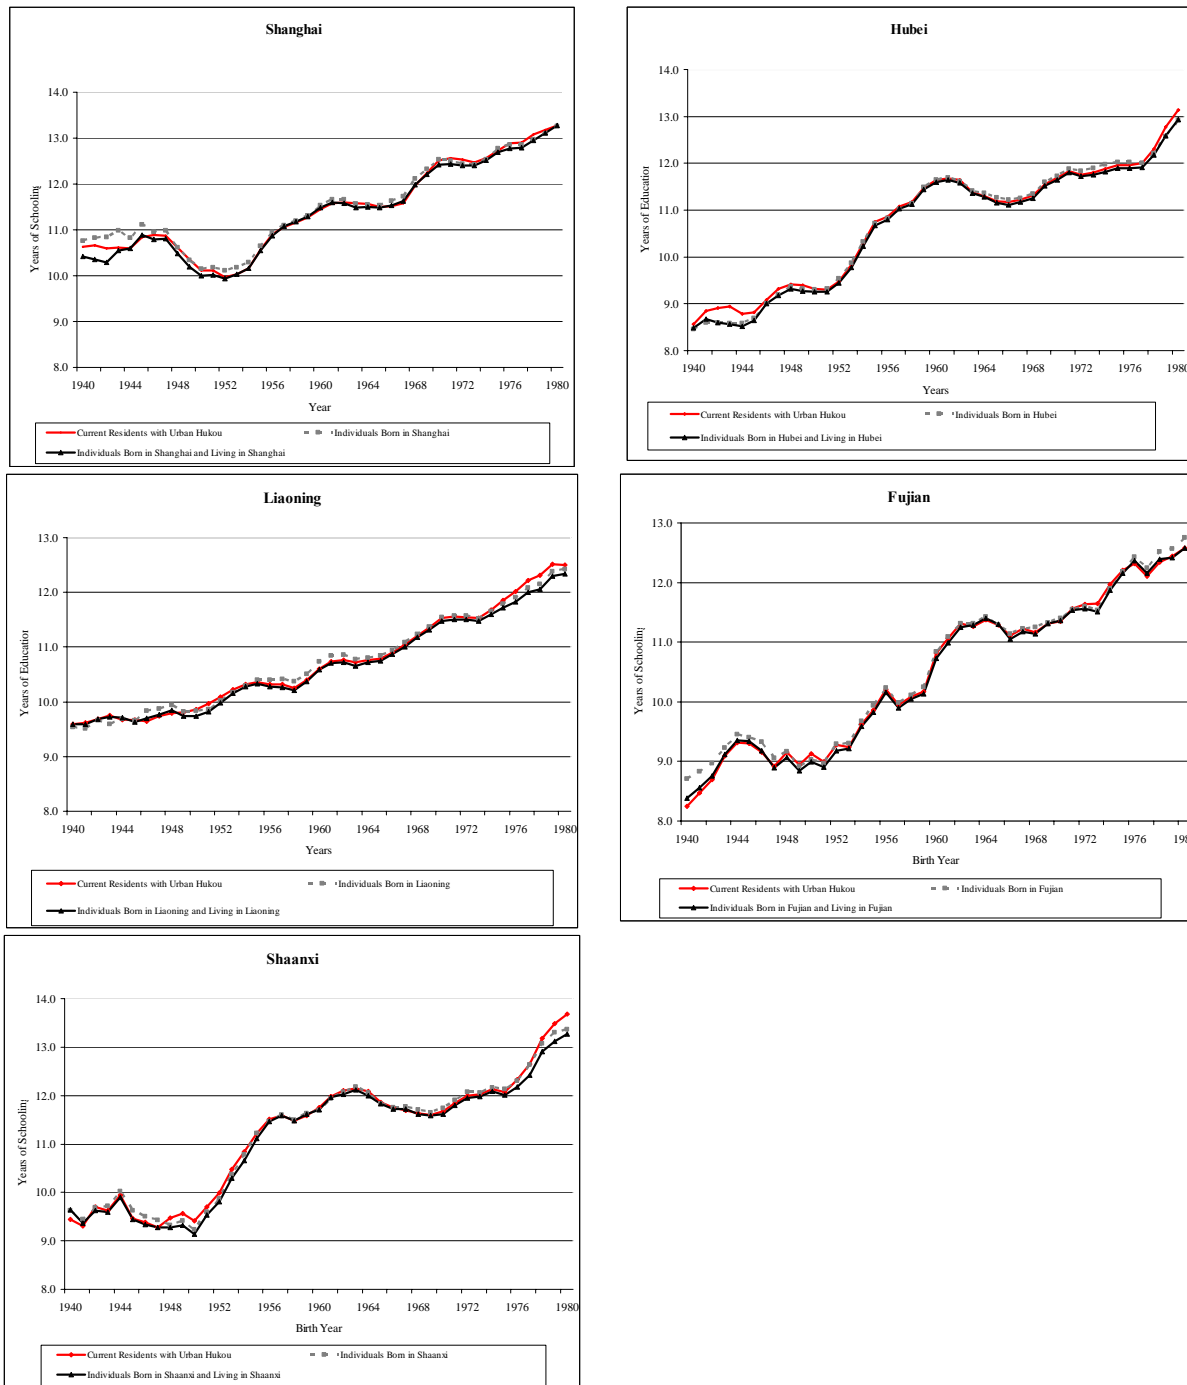 Shanghai
14.0
13.0
12.0
11.0
10.0
9.0
8.0
Years of Schooling
1940 1944 1948 1952 1956 1960 1964 1968 1972 1976 1980
Year
Current Residents with Urban Hukou
Individuals Born in Shanghai
Individuals Born in Shanghai and Living in Shanghai
Hubei
14.0
13.0
12.0
11.0
10.0
9.0
8.0
Years of Education
1940 1944 1948 1952 1956 1960 1964 1968 1972 1976 1980
Years
Current Residents with Urban Hukou
Individuals Born in Hubei
Individuals Born in Hubei and Living in Hubei
Liaoning
13.0
12.0
11.0
10.0
9.0
8.0
Years of Education
1940 1944 1948 1952 1956 1960 1964 1968 1972 1976 1980
Years
Current Residents with Urban Hukou
Individuals Born in Liaoning
Individuals Born in Liaoning and Living in Liaoning
Fujian
13.0
12.0
11.0
10.0
9.0
8.0
Years of Schooling
1940 1944 1948 1952 1956 1960 1964 1968 1972 1976 198
Birth Year
Current Residents with Urban Hukou
Individuals Born in Fujian
Individuals Born in Fujian and Living in Fujian
Shaanxi
14.0
13.0
12.0
11.0
10.0
9.0
8.0
Years of Schooling
1940 1944 1948 1952 1956 1960 1964 1968 1972 1976 1980
Birth Year
Current Residents with Urban Hukou
Individuals Born in Shaanxi
Individuals Born in Shaanxi and Living in Shaanxi